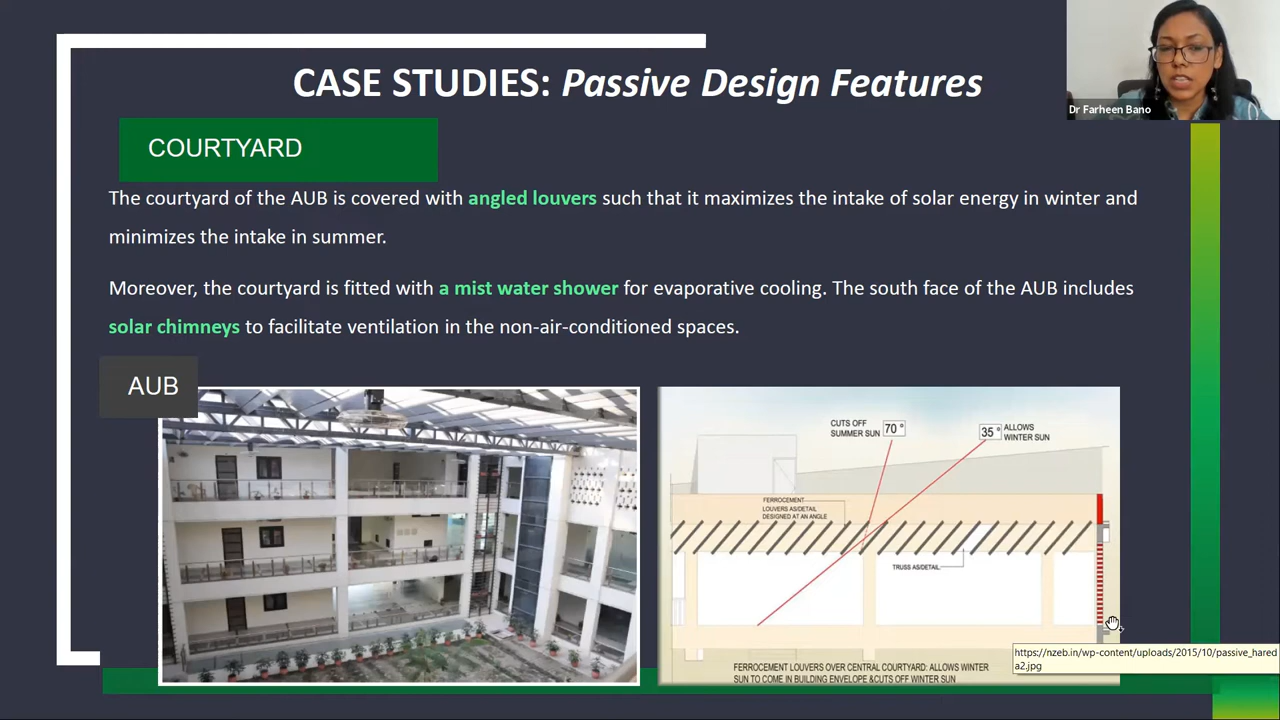 CASE STUDIES: Passive Design Features
Dr Farheen Bano
COURTYARD
The courtyard of the AUB is covered with angled louvers such that it maximizes the intake of solar energy in winter and
minimizes the intake in summer.
Moreover, the courtyard is fitted with a mist water shower for evaporative cooling. The south face of the AUB includes
solar chimneys to facilitate ventilation in the non-air-conditioned spaces.
AUB
CUTS OFF
SUMMER SUN 70 °
35 ° ALLOWS
WINTER SUN
FERROCEMENT
LOUVERS AS/DETAIL
DESIGNED AT AN ANGLE
TRUSS AS/DETAIL
FERROCEMENT LOUVERS OVER CENTRAL COURTYARD: ALLOWS WINTER
SUN TO COME IN BUILDING ENVELOPE &CUTS OFF WINTER SUN
https://nzeb.in/wp-content/uploads/2015/10/passive_hared
a2.jpg